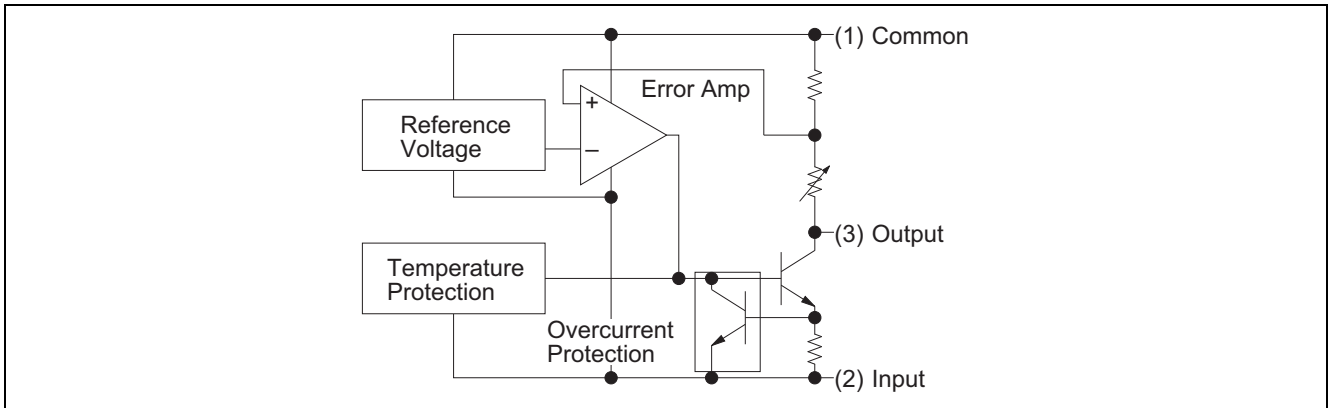 (1) Common
Error Amp
+
Reference
Voltage
−
(3) Output
Temperature
Protection
Overcurrent
Protection
(2) Input